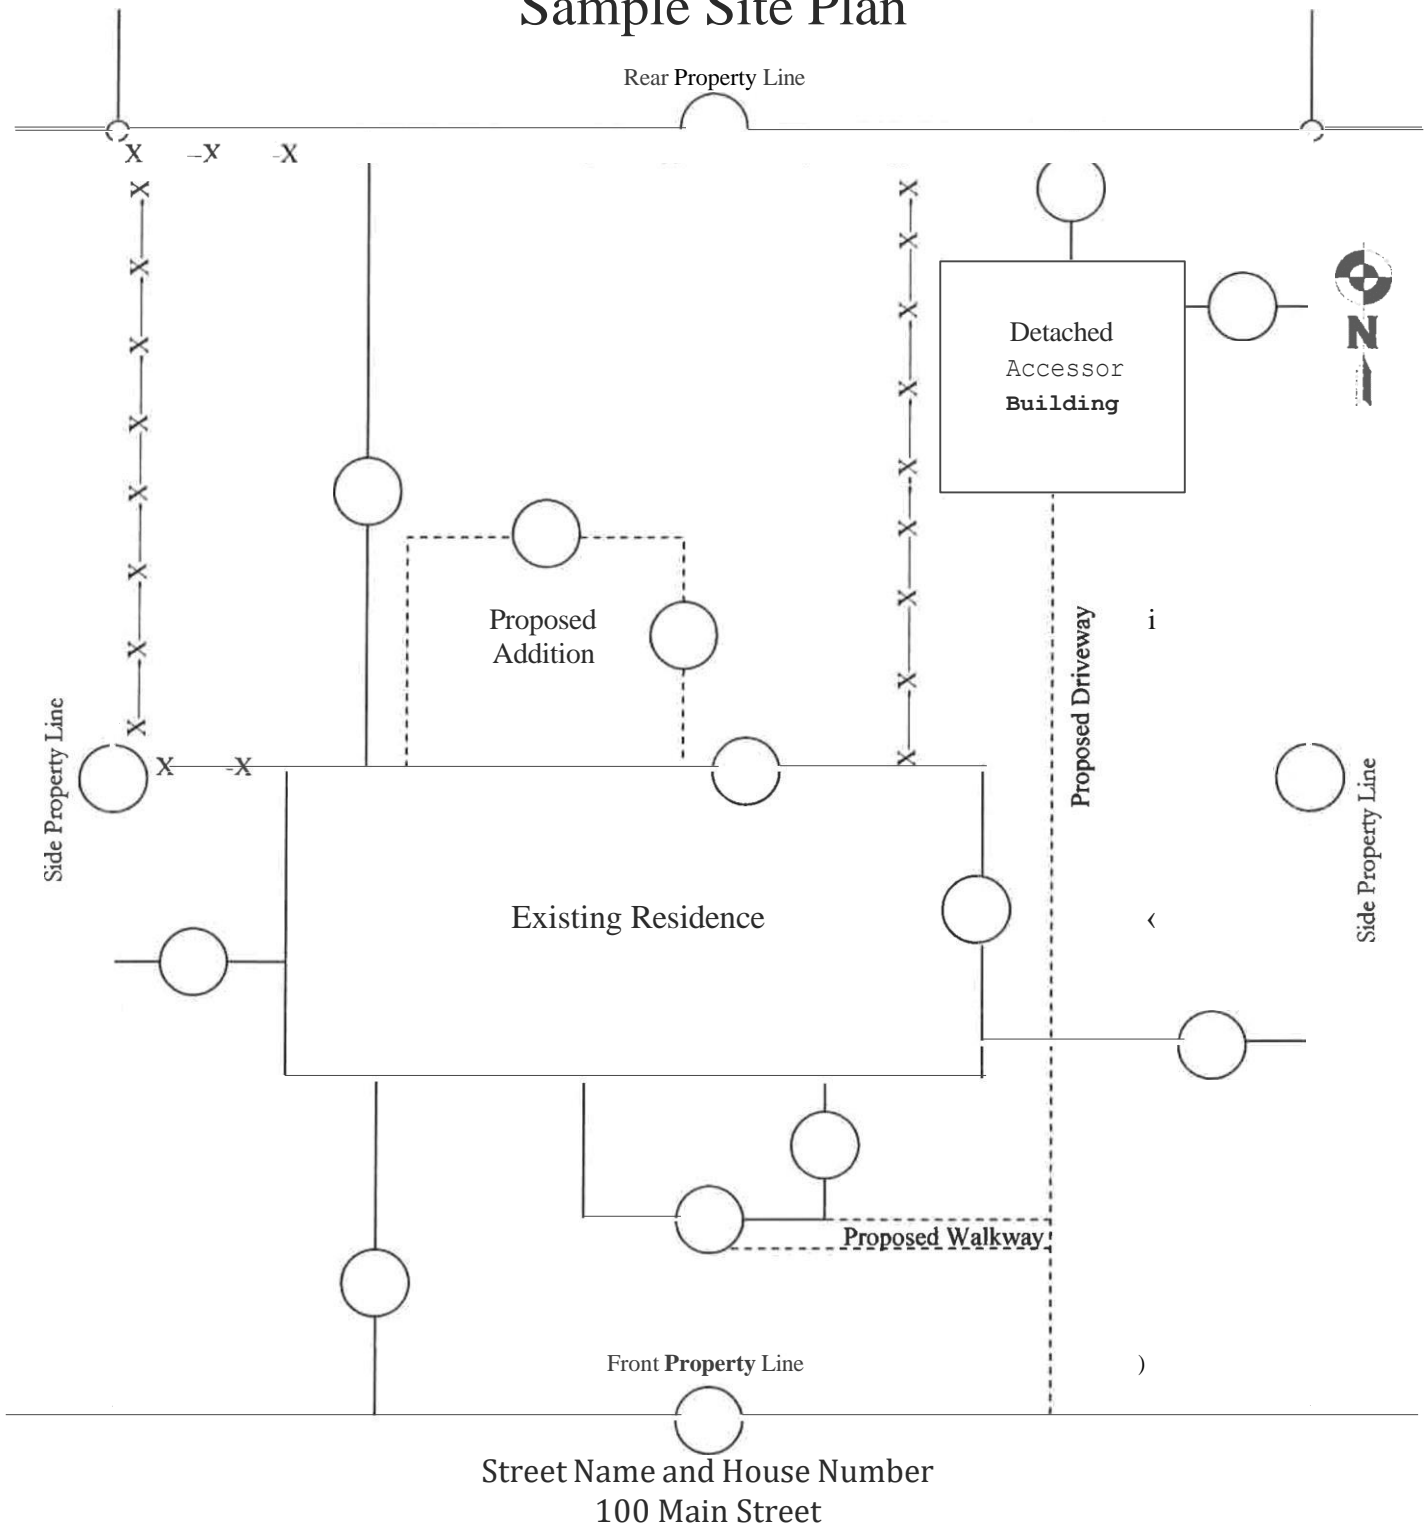 Sample Site Plan
Rear Property Line
X –X -X
X X
X X
N
X X
Detached
Accessor
Building
X X
X X
X X
X X
X X
Proposed
Addition
i
Proposed Driveway
X X
X X
X -X
Side Property Line
Side Property Line
Existing Residence
‹
Proposed Walkway
Front Property Line
)
Street Name and House Number
100 Main Street